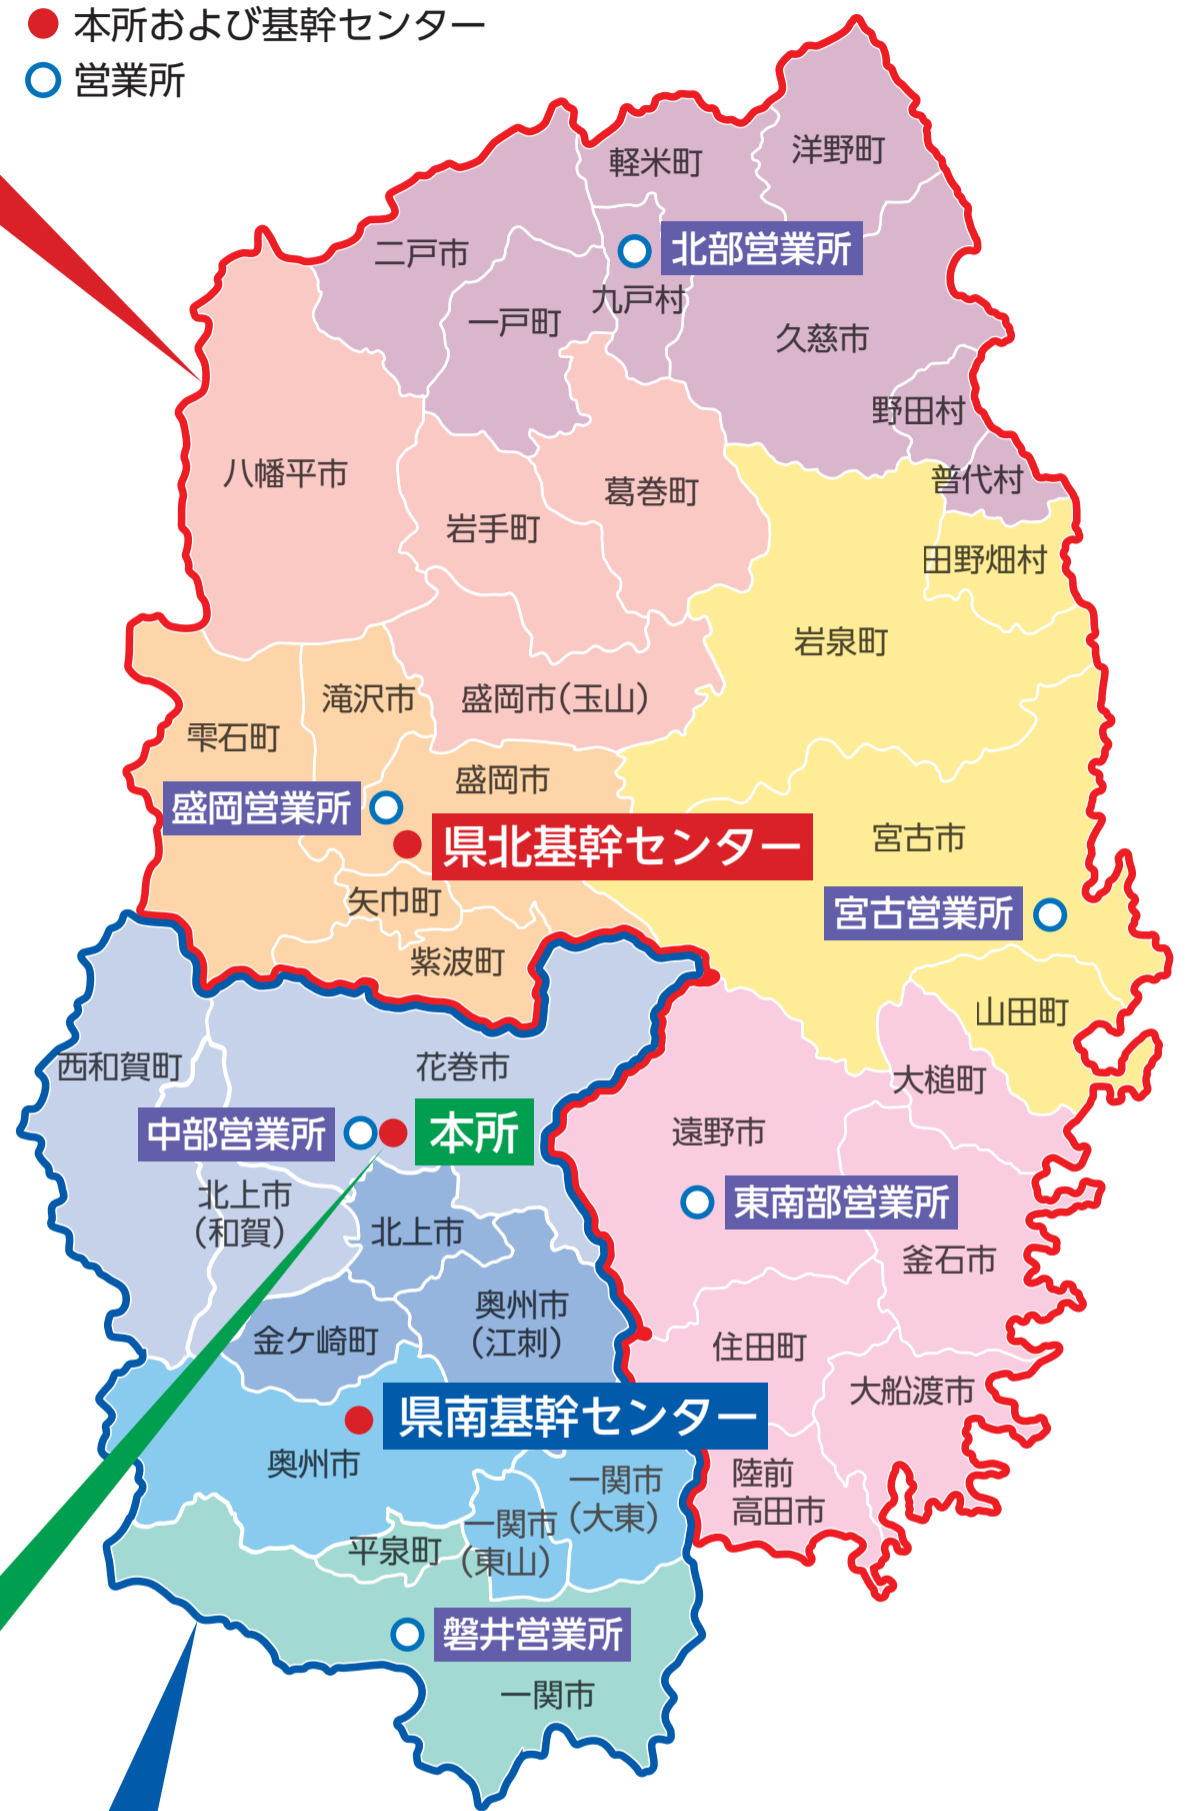 本所および基幹センター
営業所
洋野町
軽米町
二戸市
北部営業所
九戸村
一戸町
久慈市
野田村
八幡平市
普代村
葛巻町
岩手町
田野畑村
岩泉町
滝沢市
盛岡市(玉山)
雫石町
盛岡市
盛岡営業所
県北基幹センター
宮古市
矢巾町
宮古営業所
紫波町
山田町
西和賀町
花巻市
大槌町
中部営業所
本所
遠野市
北上市
(和賀)
北上市
東南部営業所
釜石市
奥州市
(江刺)
金ケ崎町
住田町
大船渡市
県南基幹センター
奥州市
陸前
高田市
一関市
(大東)
一関市
(東山)
平泉町
磐井営業所
一関市